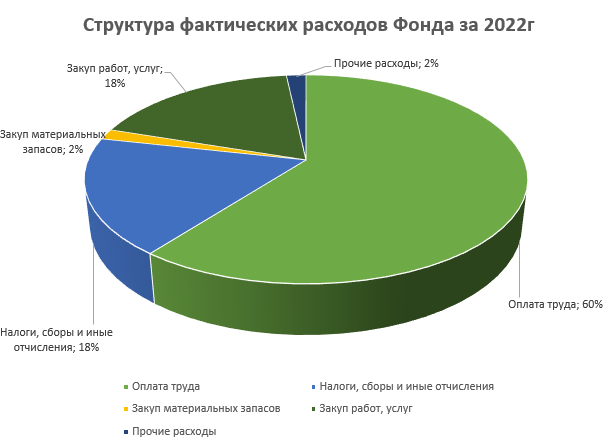 Структура фактических расходов Фонда за 2022г
Прочие расходы; 2%
Закуп работ, услуг;
18%
Закуп материальных
запасов; 2%
Оплата труда; 60%
Налоги, сборы и иные
отчисления; 18%
Оплата труда
Налоги, сборы и иные отчисления
Закуп материальных запасов
Закуп работ, услуг
Прочие расходы